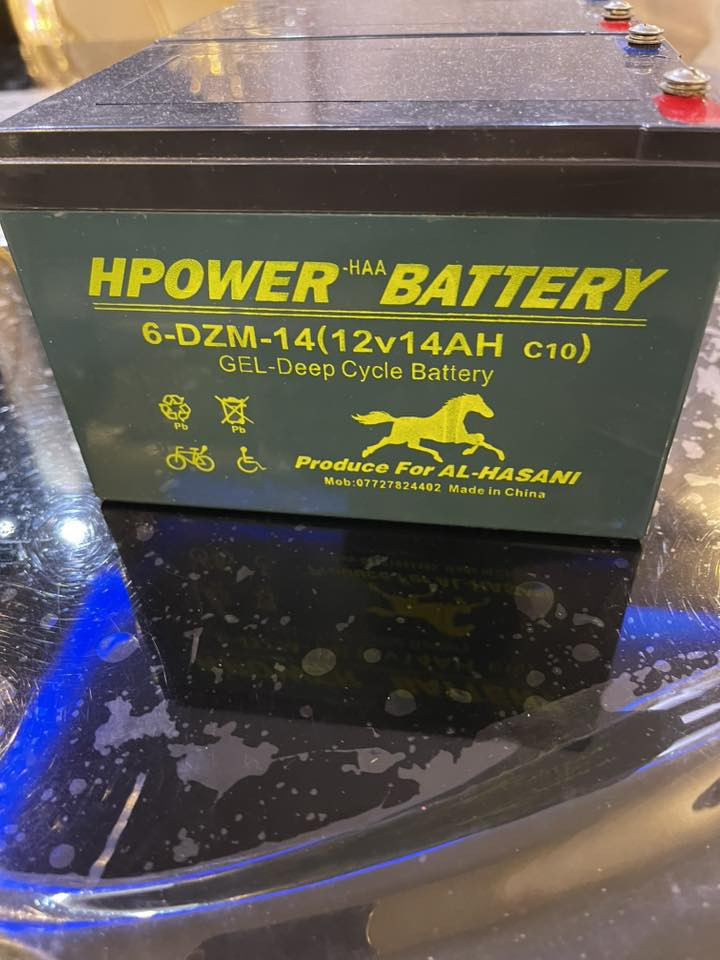 HPOWER -HAA BATTERY
6-DZM-14(12v14AH C10)
GEL-Deep Cycle Battery
Pb Pb
Produce For AL-HASANI
Mob:07727824402 Made in China